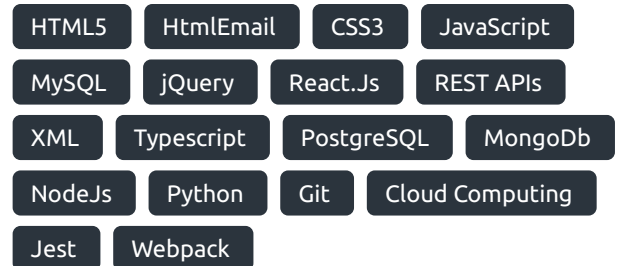 HTML5 HtmlEmail CSS3 JavaScript
MySQL jQuery React.Js REST APIs
XML Typescript PostgreSQL MongoDb
NodeJs Python Git Cloud Computing
Jest Webpack